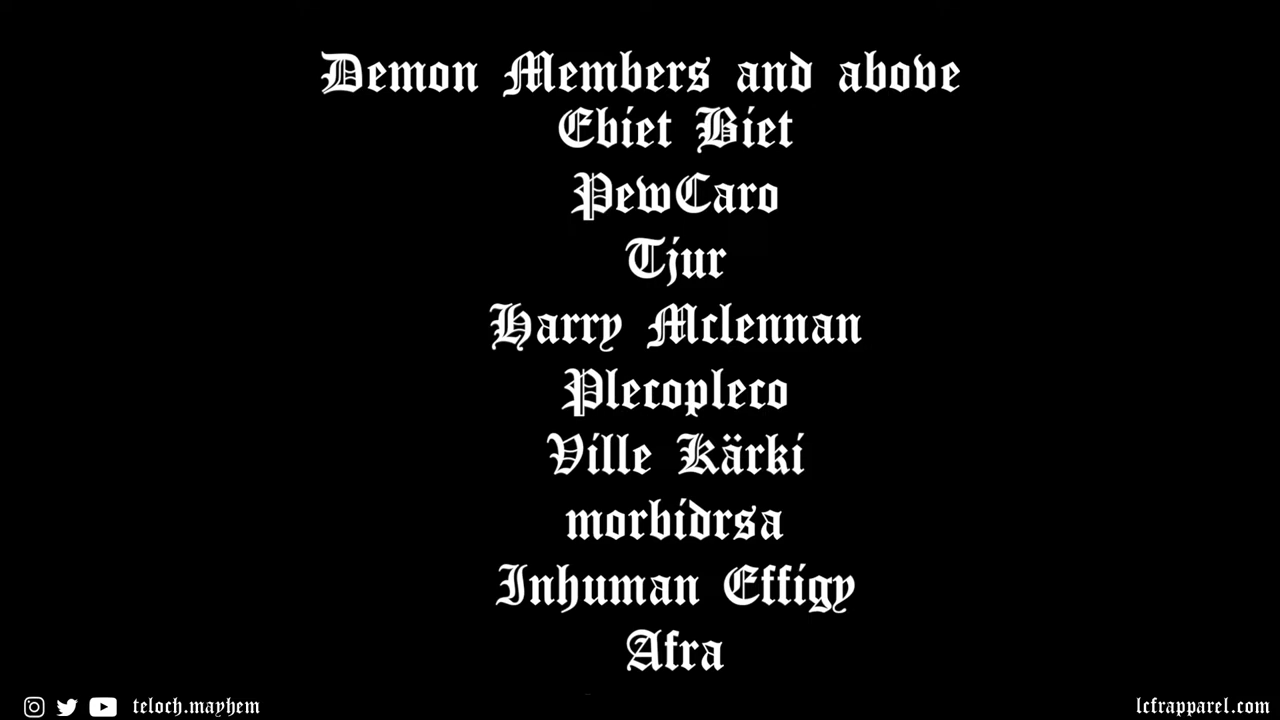 Demon Members and above
Ebiet Biet
PewCaro
Tjur
Harry Mclennan
Plecopleco
Ville Kärki
morbidrsa
Inhuman Effigy
Afra
teloch.mayhem
lcfrapparel.com